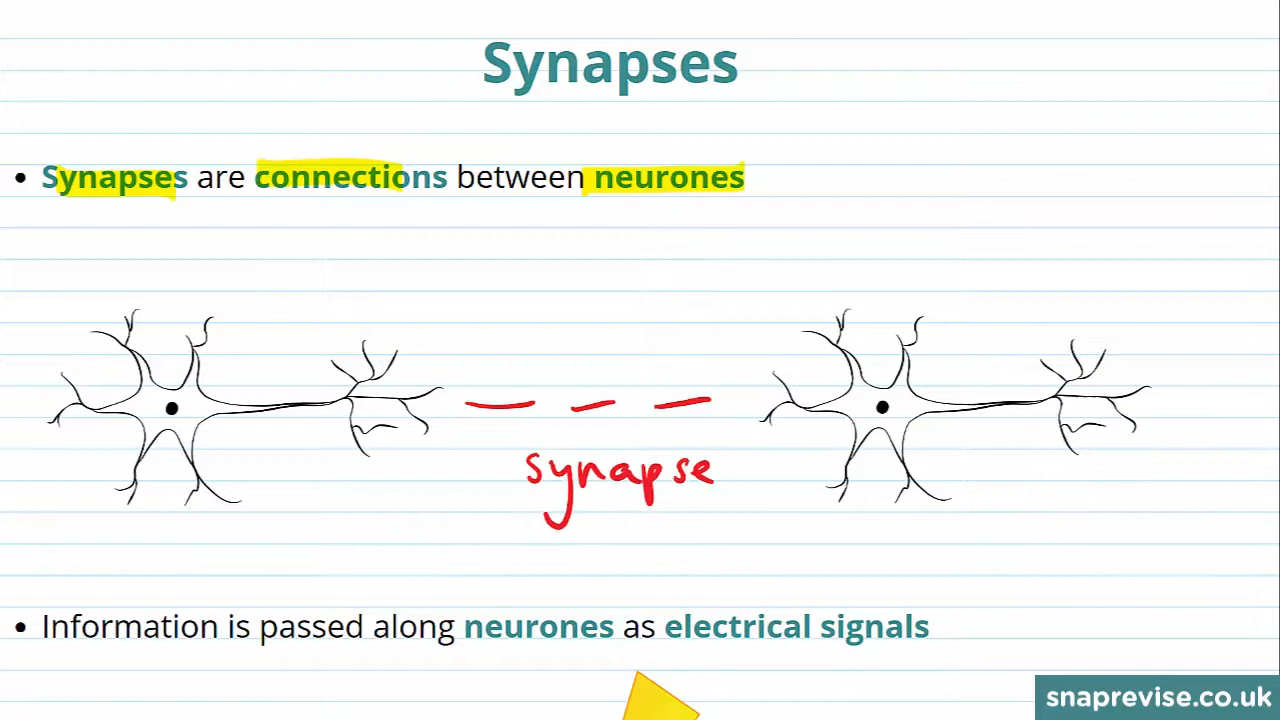 Synapses
• Synapses are connections between neurones
synapse
• Information is passed along neurones as electrical signals
snaprevise.co.uk